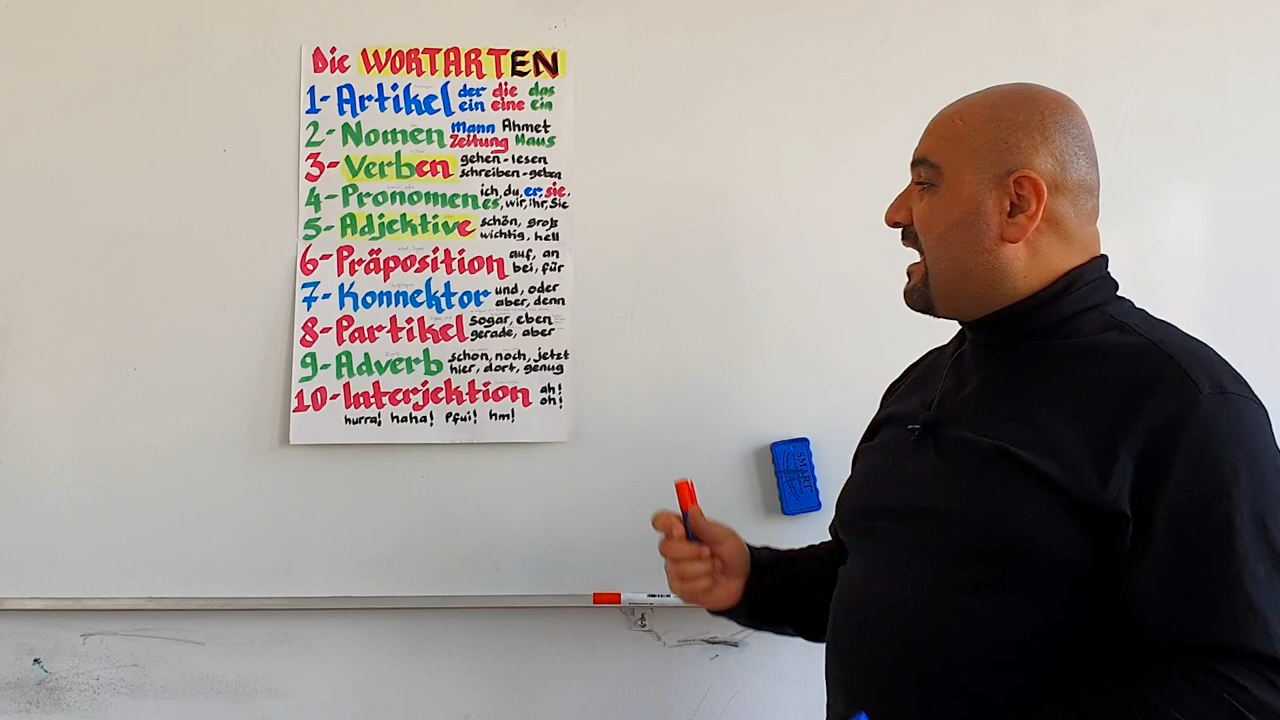 Die WORTARTEN
1-Artikel der die das
ein eine ein
2-Nomen Mann Ahmet
Zeitung Haus
3-Verben gehen-lesen
schreiben-geben
4-Pronomen ich, du, er, sie,
es, wir, ihr, Sie
5-Adjektive schön, groß
wichtig, hell
6-Präposition auf, an
bei, für
7-Konnektor und, oder
aber, denn
8-Partikel sogar, eben
gerade, aber
9-Adverb schon, noch, jetzt
hier, dort, genug
10-Interjektion ah!
oh!
hurra! haha! Pfui! hm!
SMART